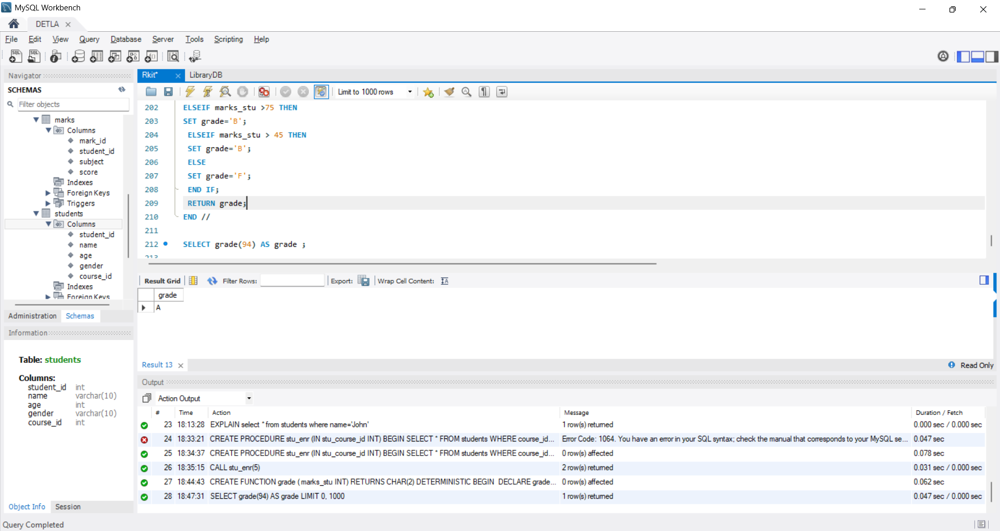 MySQL Workbench
DETLA
File Edit View Query Database Server Tools Scripting Help
Navigator
SCHEMAS
Filter objects
marks
Columns
mark_id
student_id
subject
score
Indexes
Foreign Keys
Triggers
students
Columns
student_id
name
age
gender
course_id
Indexes
Foreign Keys
Administration Schemas
Information
Table: students
Columns:
student_id int
name varchar(10)
age int
gender varchar(10)
course_id int
Object Info Session
Query Completed
Rkit* LibraryDB
Limit to 1000 rows
202 ELSEIF marks_stu >75 THEN
203 SET grade='B';
204 ELSEIF marks_stu > 45 THEN
205 SET grade='B';
206 ELSE
207 SET grade='F';
208 END IF;
209 RETURN grade;
210 END //
211
212 SELECT grade(94) AS grade ;
213
Result Grid Filter Rows: Export: Wrap Cell Content:
grade
A
Result 13 Read Only
Output
Action Output
# Time Action Message Duration / Fetch
23 18:13:28 EXPLAIN select * from students where name='John' 1 row(s) returned 0.000 sec / 0.000 sec
24 18:33:21 CREATE PROCEDURE stu_enr (IN stu_course_id INT) BEGIN SELECT * FROM students WHERE course_id... Error Code: 1064. You have an error in your SQL syntax; check the manual that corresponds to your MySQL se... 0.047 sec
25 18:34:37 CREATE PROCEDURE stu_enr (IN stu_course_id INT) BEGIN SELECT * FROM students WHERE course_id... 0 row(s) affected 0.078 sec
26 18:35:15 CALL stu_enr(5) 2 row(s) returned 0.031 sec / 0.000 sec
27 18:44:43 CREATE FUNCTION grade ( marks_stu INT) RETURNS CHAR(2) DETERMINISTIC BEGIN DECLARE grade... 0 row(s) affected 0.062 sec
28 18:47:31 SELECT grade(94) AS grade LIMIT 0, 1000 1 row(s) returned 0.047 sec / 0.000 sec